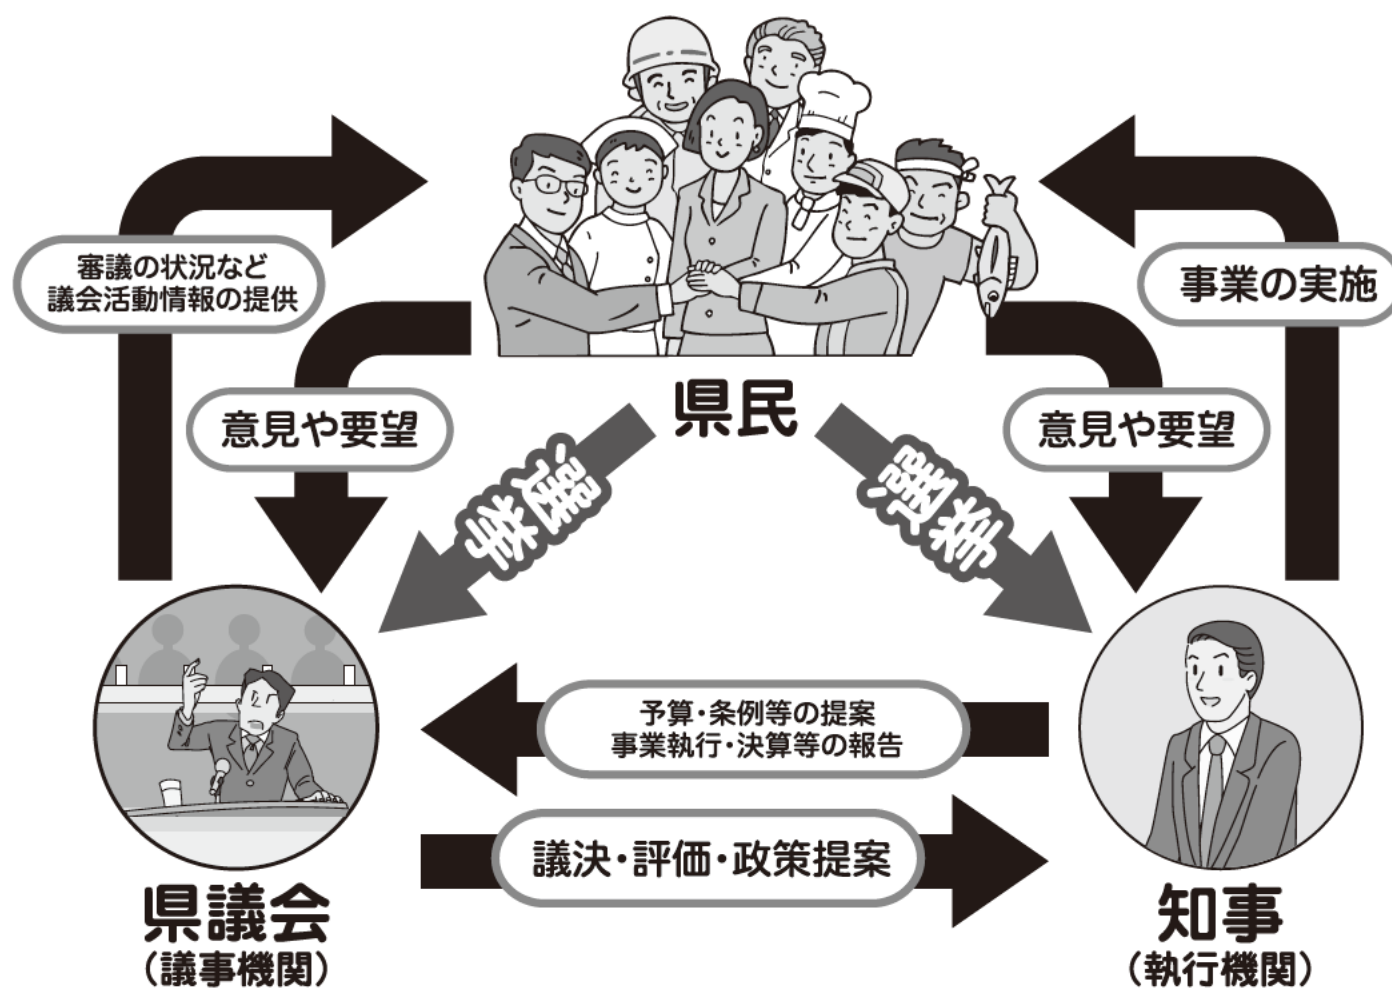 審議の状況など
議会活動情報の提供
事業の実施
県民
意見や要望
意見や要望
選挙
選挙
予算・条例等の提案
事業執行・決算等の報告
議決・評価・政策提案
県議会
（議事機関）
知事
（執行機関）